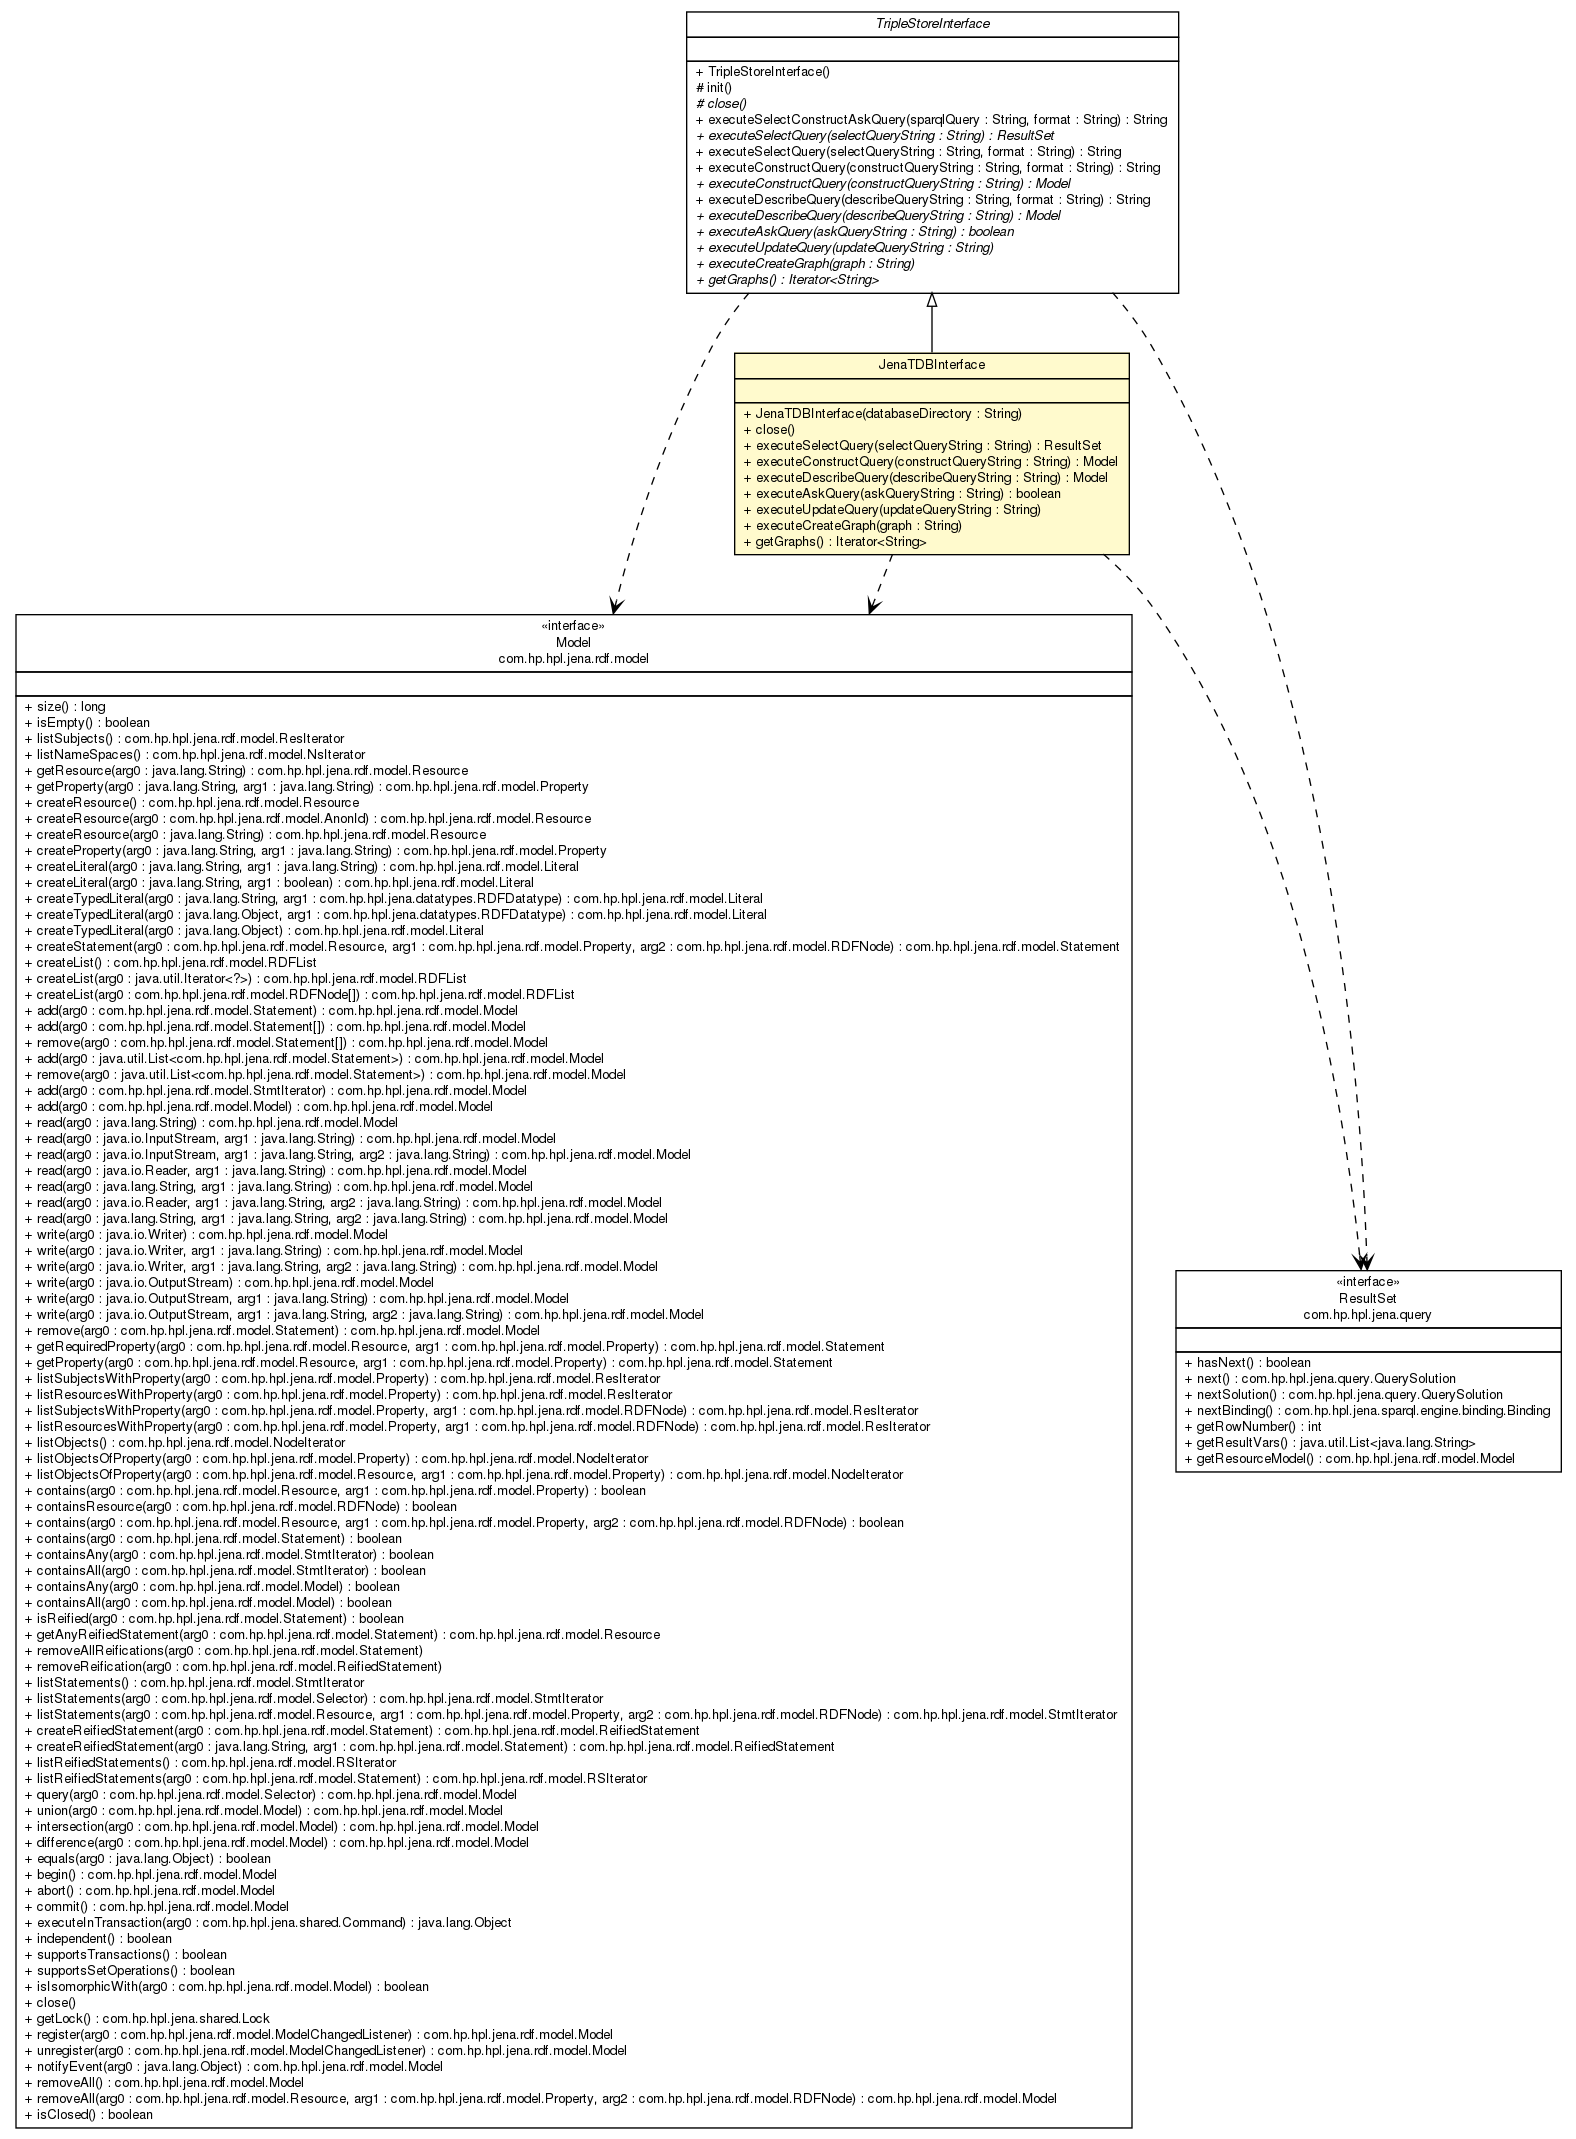 TripleStoreInterface
+ TripleStoreInterface()
# init()
# close()
+ executeSelectConstructAskQuery(sparqlQuery : String, format : String) : String
+ executeSelectQuery(selectQueryString : String) : ResultSet
+ executeSelectQuery(selectQueryString : String, format : String) : String
+ executeConstructQuery(constructQueryString : String, format : String) : String
+ executeConstructQuery(constructQueryString : String) : Model
+ executeDescribeQuery(describeQueryString : String, format : String) : String
+ executeDescribeQuery(describeQueryString : String) : Model
+ executeAskQuery(askQueryString : String) : boolean
+ executeUpdateQuery(updateQueryString : String)
+ executeCreateGraph(graph : String)
+ getGraphs() : Iterator<String>
JenaTDBInterface
+ JenaTDBInterface(databaseDirectory : String)
+ close()
+ executeSelectQuery(selectQueryString : String) : ResultSet
+ executeConstructQuery(constructQueryString : String) : Model
+ executeDescribeQuery(describeQueryString : String) : Model
+ executeAskQuery(askQueryString : String) : boolean
+ executeUpdateQuery(updateQueryString : String)
+ executeCreateGraph(graph : String)
+ getGraphs() : Iterator<String>
«interface»
Model
com.hp.hpl.jena.rdf.model
+ size() : long
+ isEmpty() : boolean
+ listSubjects() : com.hp.hpl.jena.rdf.model.ResIterator
+ listNameSpaces() : com.hp.hpl.jena.rdf.model.NsIterator
+ getResource(arg0 : java.lang.String) : com.hp.hpl.jena.rdf.model.Resource
+ getProperty(arg0 : java.lang.String, arg1 : java.lang.String) : com.hp.hpl.jena.rdf.model.Property
+ createResource() : com.hp.hpl.jena.rdf.model.Resource
+ createResource(arg0 : com.hp.hpl.jena.rdf.model.AnonId) : com.hp.hpl.jena.rdf.model.Resource
+ createResource(arg0 : java.lang.String) : com.hp.hpl.jena.rdf.model.Resource
+ createProperty(arg0 : java.lang.String, arg1 : java.lang.String) : com.hp.hpl.jena.rdf.model.Property
+ createLiteral(arg0 : java.lang.String, arg1 : java.lang.String) : com.hp.hpl.jena.rdf.model.Literal
+ createLiteral(arg0 : java.lang.String, arg1 : boolean) : com.hp.hpl.jena.rdf.model.Literal
+ createTypedLiteral(arg0 : java.lang.String, arg1 : com.hp.hpl.jena.datatypes.RDFDatatype) : com.hp.hpl.jena.rdf.model.Literal
+ createTypedLiteral(arg0 : java.lang.Object, arg1 : com.hp.hpl.jena.datatypes.RDFDatatype) : com.hp.hpl.jena.rdf.model.Literal
+ createTypedLiteral(arg0 : java.lang.Object) : com.hp.hpl.jena.rdf.model.Literal
+ createStatement(arg0 : com.hp.hpl.jena.rdf.model.Resource, arg1 : com.hp.hpl.jena.rdf.model.Property, arg2 : com.hp.hpl.jena.rdf.model.RDFNode) : com.hp.hpl.jena.rdf.model.Statement
+ createList() : com.hp.hpl.jena.rdf.model.RDFList
+ createList(arg0 : java.util.Iterator<?>) : com.hp.hpl.jena.rdf.model.RDFList
+ createList(arg0 : com.hp.hpl.jena.rdf.model.RDFNode[]) : com.hp.hpl.jena.rdf.model.RDFList
+ add(arg0 : com.hp.hpl.jena.rdf.model.Statement) : com.hp.hpl.jena.rdf.model.Model
+ add(arg0 : com.hp.hpl.jena.rdf.model.Statement[]) : com.hp.hpl.jena.rdf.model.Model
+ remove(arg0 : com.hp.hpl.jena.rdf.model.Statement[]) : com.hp.hpl.jena.rdf.model.Model
+ add(arg0 : java.util.List<com.hp.hpl.jena.rdf.model.Statement>) : com.hp.hpl.jena.rdf.model.Model
+ remove(arg0 : java.util.List<com.hp.hpl.jena.rdf.model.Statement>) : com.hp.hpl.jena.rdf.model.Model
+ add(arg0 : com.hp.hpl.jena.rdf.model.StmtIterator) : com.hp.hpl.jena.rdf.model.Model
+ add(arg0 : com.hp.hpl.jena.rdf.model.Model) : com.hp.hpl.jena.rdf.model.Model
+ read(arg0 : java.lang.String) : com.hp.hpl.jena.rdf.model.Model
+ read(arg0 : java.io.InputStream, arg1 : java.lang.String) : com.hp.hpl.jena.rdf.model.Model
+ read(arg0 : java.io.InputStream, arg1 : java.lang.String, arg2 : java.lang.String) : com.hp.hpl.jena.rdf.model.Model
+ read(arg0 : java.io.Reader, arg1 : java.lang.String) : com.hp.hpl.jena.rdf.model.Model
+ read(arg0 : java.lang.String, arg1 : java.lang.String) : com.hp.hpl.jena.rdf.model.Model
+ read(arg0 : java.io.Reader, arg1 : java.lang.String, arg2 : java.lang.String) : com.hp.hpl.jena.rdf.model.Model
+ read(arg0 : java.lang.String, arg1 : java.lang.String, arg2 : java.lang.String) : com.hp.hpl.jena.rdf.model.Model
+ write(arg0 : java.io.Writer) : com.hp.hpl.jena.rdf.model.Model
+ write(arg0 : java.io.Writer, arg1 : java.lang.String) : com.hp.hpl.jena.rdf.model.Model
+ write(arg0 : java.io.Writer, arg1 : java.lang.String, arg2 : java.lang.String) : com.hp.hpl.jena.rdf.model.Model
+ write(arg0 : java.io.OutputStream) : com.hp.hpl.jena.rdf.model.Model
+ write(arg0 : java.io.OutputStream, arg1 : java.lang.String) : com.hp.hpl.jena.rdf.model.Model
+ write(arg0 : java.io.OutputStream, arg1 : java.lang.String, arg2 : java.lang.String) : com.hp.hpl.jena.rdf.model.Model
+ remove(arg0 : com.hp.hpl.jena.rdf.model.Statement) : com.hp.hpl.jena.rdf.model.Model
+ getRequiredProperty(arg0 : com.hp.hpl.jena.rdf.model.Resource, arg1 : com.hp.hpl.jena.rdf.model.Property) : com.hp.hpl.jena.rdf.model.Statement
+ getProperty(arg0 : com.hp.hpl.jena.rdf.model.Resource, arg1 : com.hp.hpl.jena.rdf.model.Property) : com.hp.hpl.jena.rdf.model.Statement
+ listSubjectsWithProperty(arg0 : com.hp.hpl.jena.rdf.model.Property) : com.hp.hpl.jena.rdf.model.ResIterator
+ listResourcesWithProperty(arg0 : com.hp.hpl.jena.rdf.model.Property) : com.hp.hpl.jena.rdf.model.ResIterator
+ listSubjectsWithProperty(arg0 : com.hp.hpl.jena.rdf.model.Property, arg1 : com.hp.hpl.jena.rdf.model.RDFNode) : com.hp.hpl.jena.rdf.model.ResIterator
+ listResourcesWithProperty(arg0 : com.hp.hpl.jena.rdf.model.Property, arg1 : com.hp.hpl.jena.rdf.model.RDFNode) : com.hp.hpl.jena.rdf.model.ResIterator
+ listObjects() : com.hp.hpl.jena.rdf.model.NodeIterator
+ listObjectsOfProperty(arg0 : com.hp.hpl.jena.rdf.model.Property) : com.hp.hpl.jena.rdf.model.NodeIterator
+ listObjectsOfProperty(arg0 : com.hp.hpl.jena.rdf.model.Resource, arg1 : com.hp.hpl.jena.rdf.model.Property) : com.hp.hpl.jena.rdf.model.NodeIterator
+ contains(arg0 : com.hp.hpl.jena.rdf.model.Resource, arg1 : com.hp.hpl.jena.rdf.model.Property) : boolean
+ containsResource(arg0 : com.hp.hpl.jena.rdf.model.RDFNode) : boolean
+ contains(arg0 : com.hp.hpl.jena.rdf.model.Resource, arg1 : com.hp.hpl.jena.rdf.model.Property, arg2 : com.hp.hpl.jena.rdf.model.RDFNode) : boolean
+ contains(arg0 : com.hp.hpl.jena.rdf.model.Statement) : boolean
+ containsAny(arg0 : com.hp.hpl.jena.rdf.model.StmtIterator) : boolean
+ containsAll(arg0 : com.hp.hpl.jena.rdf.model.StmtIterator) : boolean
+ containsAny(arg0 : com.hp.hpl.jena.rdf.model.Model) : boolean
+ containsAll(arg0 : com.hp.hpl.jena.rdf.model.Model) : boolean
+ isReified(arg0 : com.hp.hpl.jena.rdf.model.Statement) : boolean
+ getAnyReifiedStatement(arg0 : com.hp.hpl.jena.rdf.model.Statement) : com.hp.hpl.jena.rdf.model.Resource
+ removeAllReifications(arg0 : com.hp.hpl.jena.rdf.model.Statement)
+ removeReification(arg0 : com.hp.hpl.jena.rdf.model.ReifiedStatement)
+ listStatements() : com.hp.hpl.jena.rdf.model.StmtIterator
+ listStatements(arg0 : com.hp.hpl.jena.rdf.model.Selector) : com.hp.hpl.jena.rdf.model.StmtIterator
+ listStatements(arg0 : com.hp.hpl.jena.rdf.model.Resource, arg1 : com.hp.hpl.jena.rdf.model.Property, arg2 : com.hp.hpl.jena.rdf.model.RDFNode) : com.hp.hpl.jena.rdf.model.StmtIterator
+ createReifiedStatement(arg0 : com.hp.hpl.jena.rdf.model.Statement) : com.hp.hpl.jena.rdf.model.ReifiedStatement
+ createReifiedStatement(arg0 : java.lang.String, arg1 : com.hp.hpl.jena.rdf.model.Statement) : com.hp.hpl.jena.rdf.model.ReifiedStatement
+ listReifiedStatements() : com.hp.hpl.jena.rdf.model.RSIterator
+ listReifiedStatements(arg0 : com.hp.hpl.jena.rdf.model.Statement) : com.hp.hpl.jena.rdf.model.RSIterator
+ query(arg0 : com.hp.hpl.jena.rdf.model.Selector) : com.hp.hpl.jena.rdf.model.Model
+ union(arg0 : com.hp.hpl.jena.rdf.model.Model) : com.hp.hpl.jena.rdf.model.Model
+ intersection(arg0 : com.hp.hpl.jena.rdf.model.Model) : com.hp.hpl.jena.rdf.model.Model
+ difference(arg0 : com.hp.hpl.jena.rdf.model.Model) : com.hp.hpl.jena.rdf.model.Model
+ equals(arg0 : java.lang.Object) : boolean
+ begin() : com.hp.hpl.jena.rdf.model.Model
+ abort() : com.hp.hpl.jena.rdf.model.Model
+ commit() : com.hp.hpl.jena.rdf.model.Model
+ executeInTransaction(arg0 : com.hp.hpl.jena.shared.Command) : java.lang.Object
+ independent() : boolean
+ supportsTransactions() : boolean
+ supportsSetOperations() : boolean
+ isIsomorphicWith(arg0 : com.hp.hpl.jena.rdf.model.Model) : boolean
+ close()
+ getLock() : com.hp.hpl.jena.shared.Lock
+ register(arg0 : com.hp.hpl.jena.rdf.model.ModelChangedListener) : com.hp.hpl.jena.rdf.model.Model
+ unregister(arg0 : com.hp.hpl.jena.rdf.model.ModelChangedListener) : com.hp.hpl.jena.rdf.model.Model
+ notifyEvent(arg0 : java.lang.Object) : com.hp.hpl.jena.rdf.model.Model
+ removeAll() : com.hp.hpl.jena.rdf.model.Model
+ removeAll(arg0 : com.hp.hpl.jena.rdf.model.Resource, arg1 : com.hp.hpl.jena.rdf.model.Property, arg2 : com.hp.hpl.jena.rdf.model.RDFNode) : com.hp.hpl.jena.rdf.model.Model
+ isClosed() : boolean
«interface»
ResultSet
com.hp.hpl.jena.query
+ hasNext() : boolean
+ next() : com.hp.hpl.jena.query.QuerySolution
+ nextSolution() : com.hp.hpl.jena.query.QuerySolution
+ nextBinding() : com.hp.hpl.jena.sparql.engine.binding.Binding
+ getRowNumber() : int
+ getResultVars() : java.util.List<java.lang.String>
+ getResourceModel() : com.hp.hpl.jena.rdf.model.Model